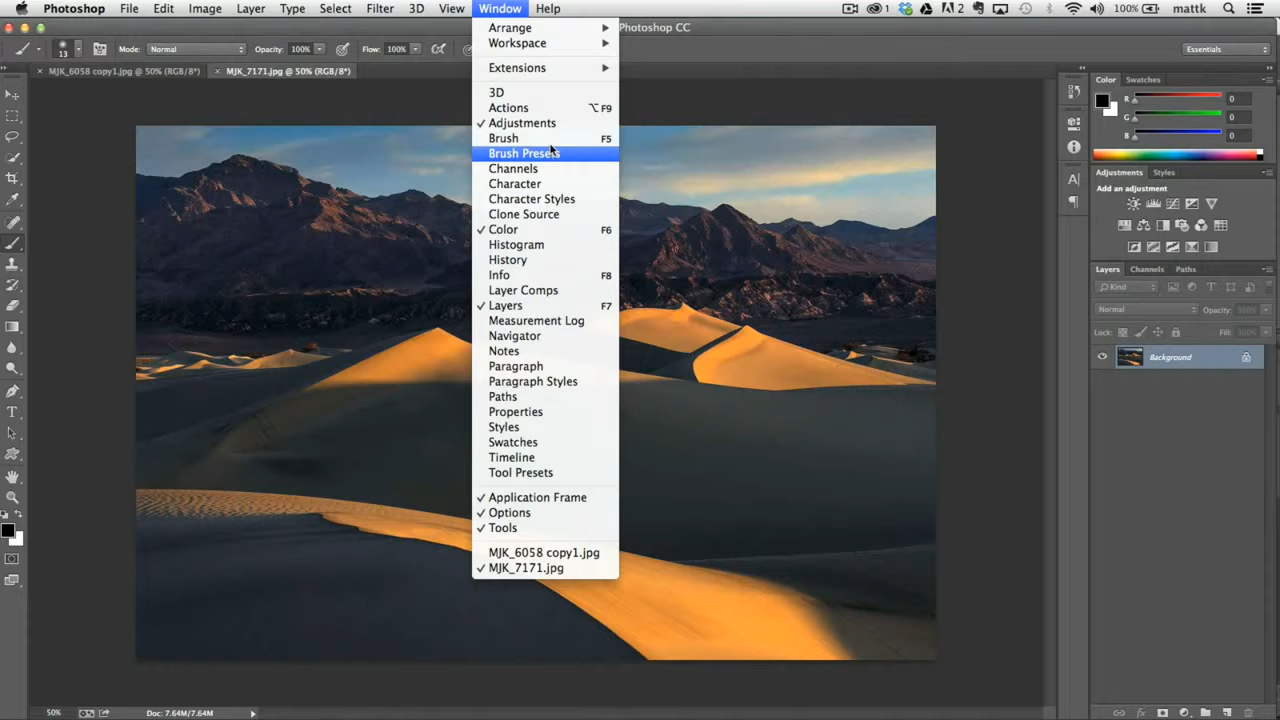 Photoshop File Edit Image Layer Type Select Filter 3D View Window Help 1 2 100% mattk
Photoshop CC
13 Mode: Normal Opacity: 100% Flow: 100% Essentials
× MJK_6058 copy1.jpg @ 50% (RGB/8*) × MJK_7171.jpg @ 50% (RGB/8*)
Arrange
Workspace
Extensions
3D
Actions ⌥F9
✓ Adjustments
Brush F5
Brush Presets
Channels
Character
Character Styles
Clone Source
✓ Color F6
Histogram
History
Info F8
Layer Comps
✓ Layers F7
Measurement Log
Navigator
Notes
Paragraph
Paragraph Styles
Paths
Properties
Styles
Swatches
Timeline
Tool Presets
✓ Application Frame
✓ Options
✓ Tools
MJK_6058 copy1.jpg
✓ MJK_7171.jpg
Color Swatches
R 0
G 0
B 0
Adjustments Styles
Add an adjustment
Layers Channels Paths
Kind
Normal Opacity: 100%
Lock: Fill: 100%
Background
50% Doc: 7.64M/7.64M